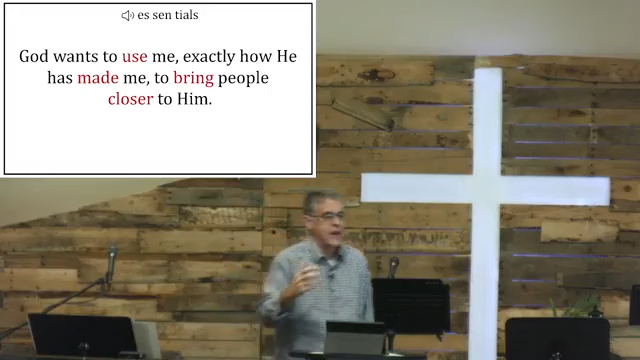 es sen tials
God wants to use me, exactly how He
has made me, to bring people
closer to Him.